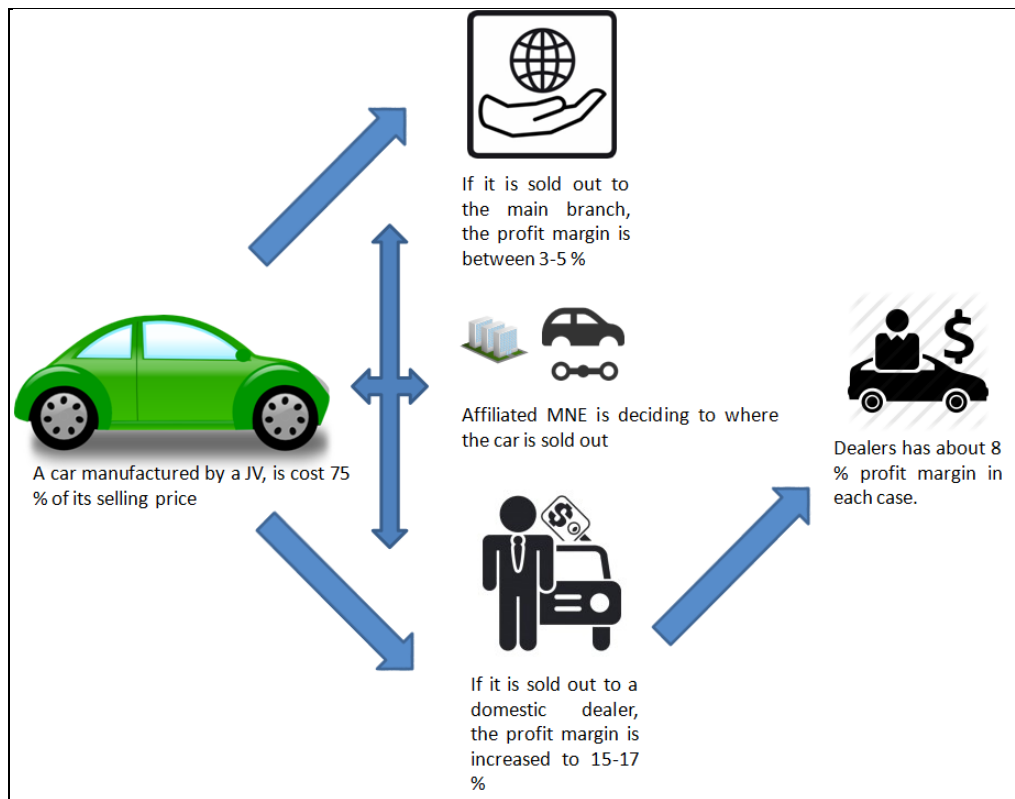 If it is sold out to
the main branch,
the profit margin is
between 3-5 %
A car manufactured by a JV, is cost 75
% of its selling price
Affiliated MNE is deciding to where
the car is sold out
$
Dealers has about 8
% profit margin in
each case.
$
If it is sold out to a
domestic dealer,
the profit margin is
increased to 15-17
%